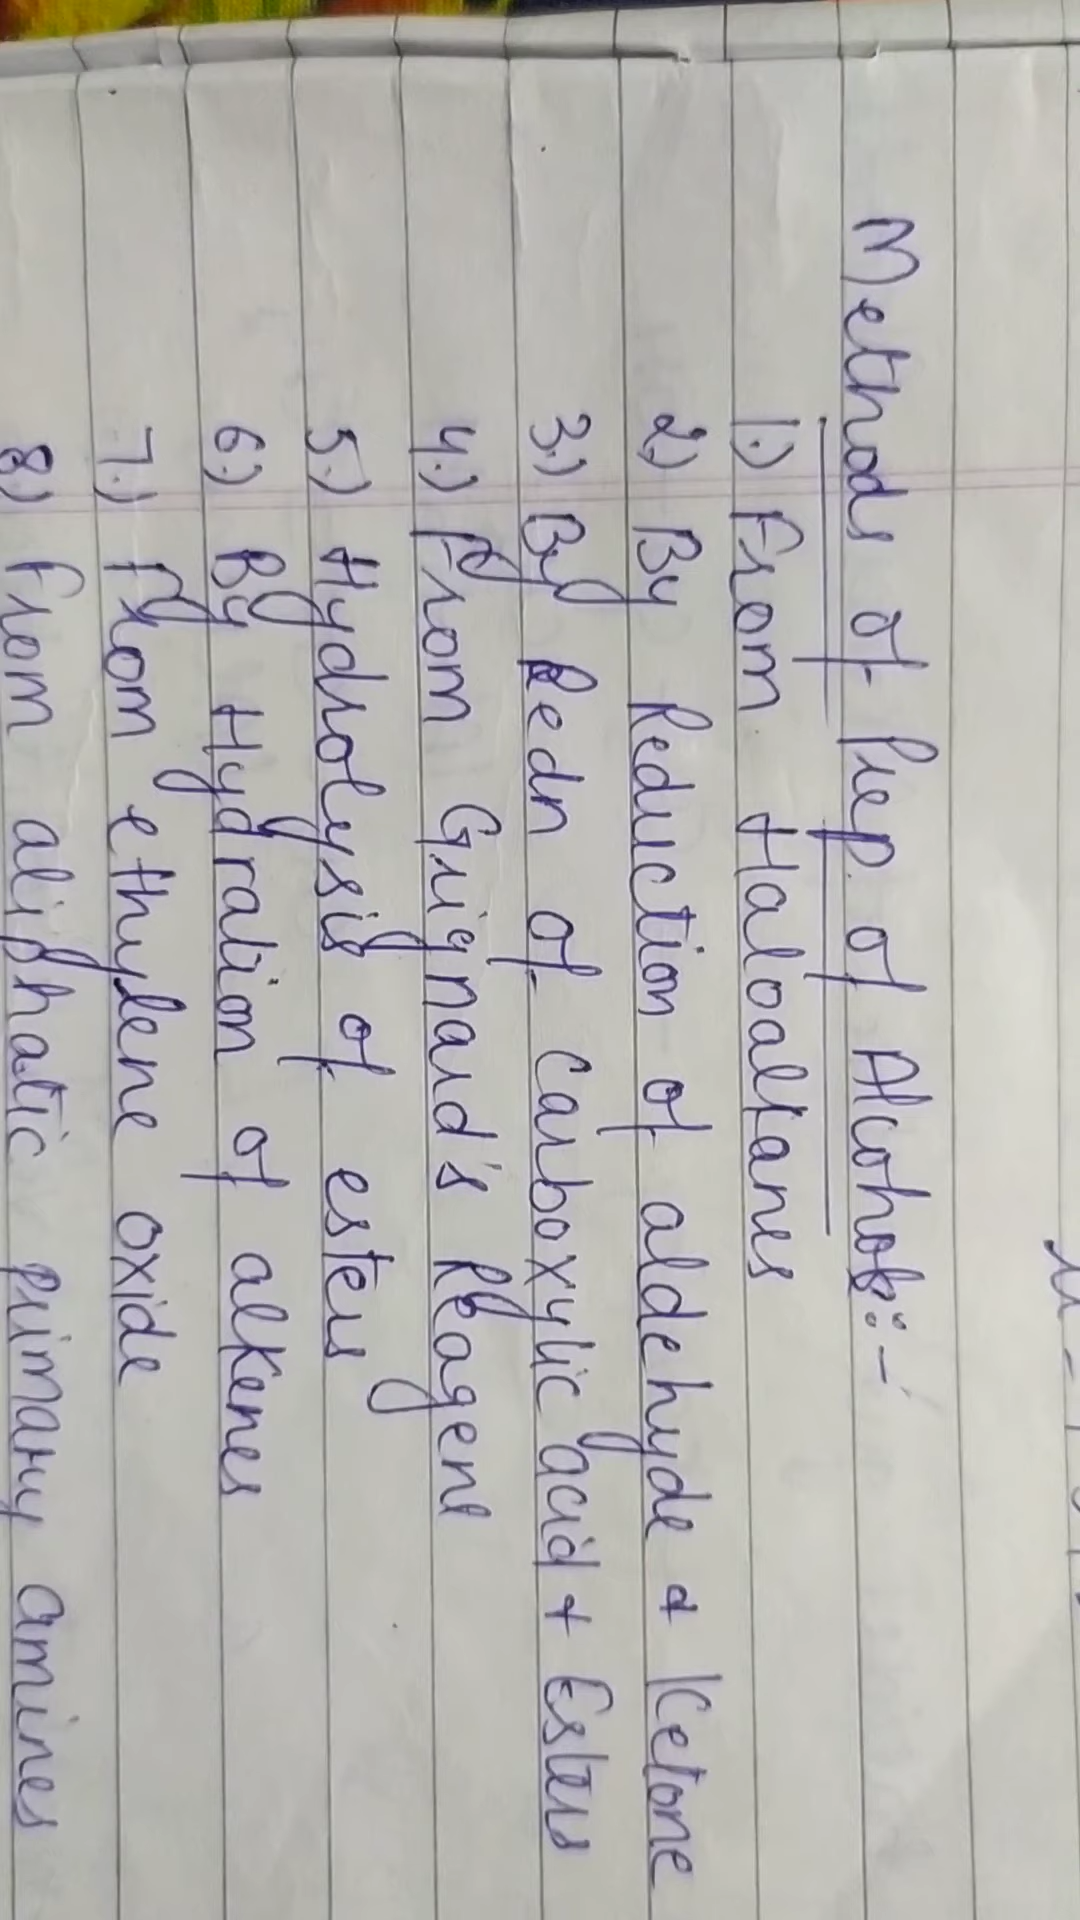 Methods of Prep. of Alcohols:-
1.) From Haloalkanes
2.) By Reduction of aldehyde & Ketone
3.) By Redn of carboxylic acid & Esters
4.) From Grignard's Reagent
5.) Hydrolysis of esters
6.) By Hydration of alkenes
7.) From ethylene oxide
8.) From aliphatic primary amines